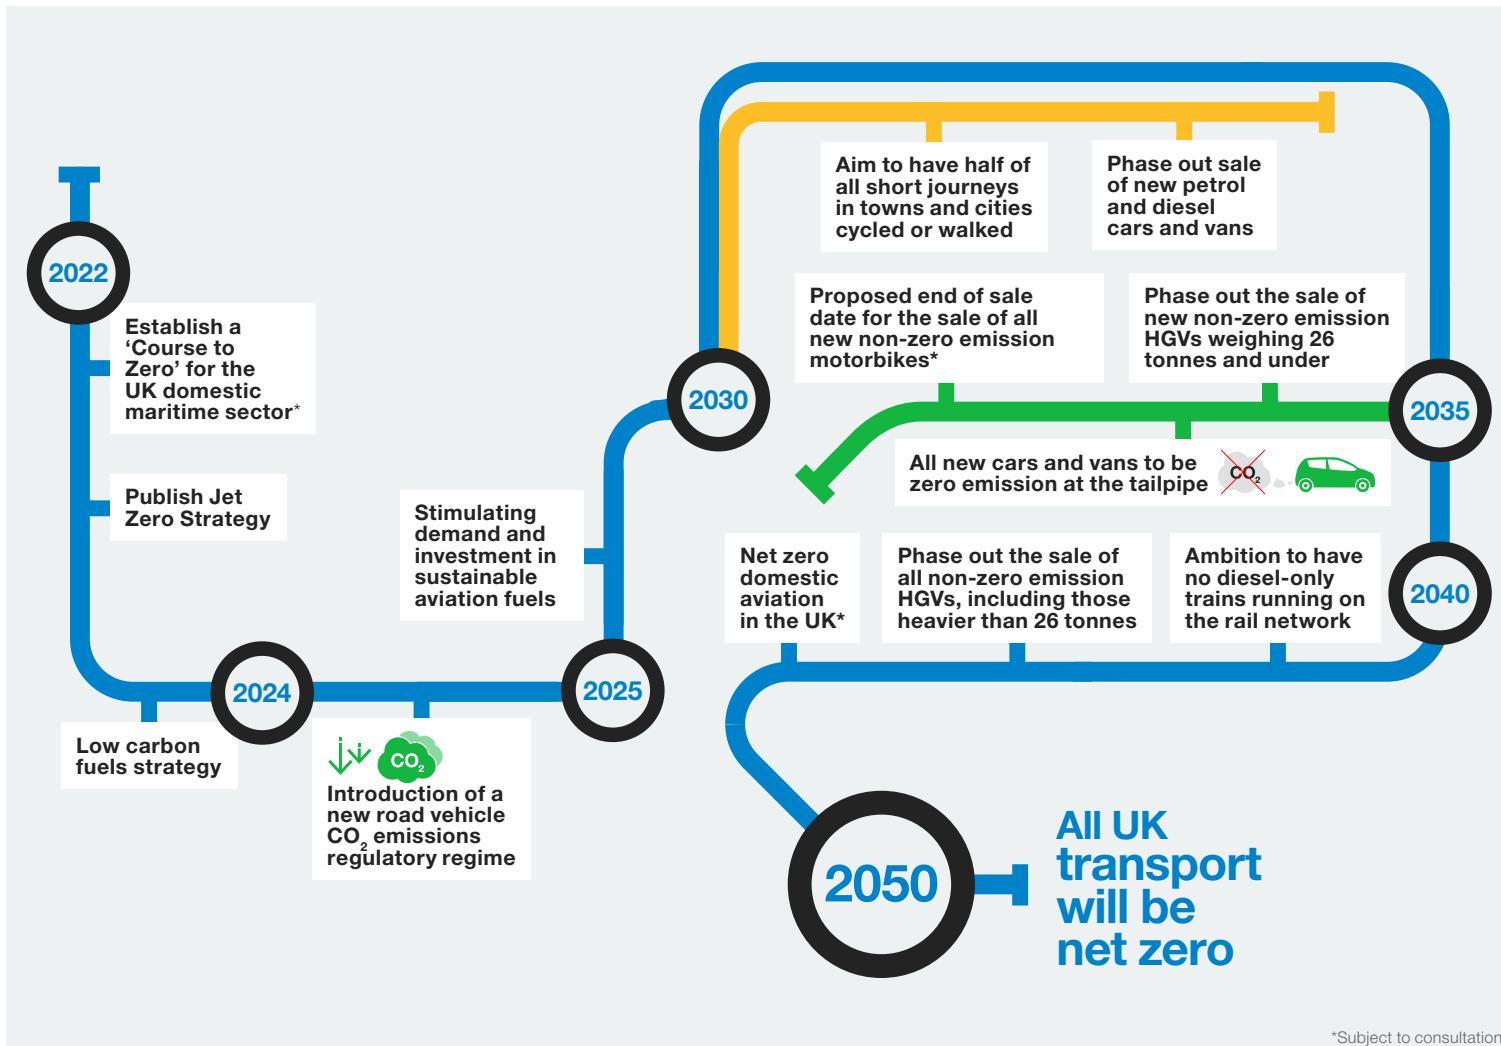 2022
Establish a
‘Course to
Zero’ for the
UK domestic
maritime sector*
Publish Jet
Zero Strategy
Low carbon
fuels strategy
2024
CO2
Introduction of a
new road vehicle
CO2 emissions
regulatory regime
2025
Stimulating
demand and
investment in
sustainable
aviation fuels
2030
Aim to have half of
all short journeys
in towns and cities
cycled or walked
Phase out sale
of new petrol
and diesel
cars and vans
2035
Proposed end of sale
date for the sale of all
new non-zero emission
motorbikes*
Phase out the sale of
new non-zero emission
HGVs weighing 26
tonnes and under
All new cars and vans to be
zero emission at the tailpipe
CO2
2040
Net zero
domestic
aviation
in the UK*
Phase out the sale of
all non-zero emission
HGVs, including those
heavier than 26 tonnes
Ambition to have
no diesel-only
trains running on
the rail network
2050
All UK
transport
will be
net zero
*Subject to consultation